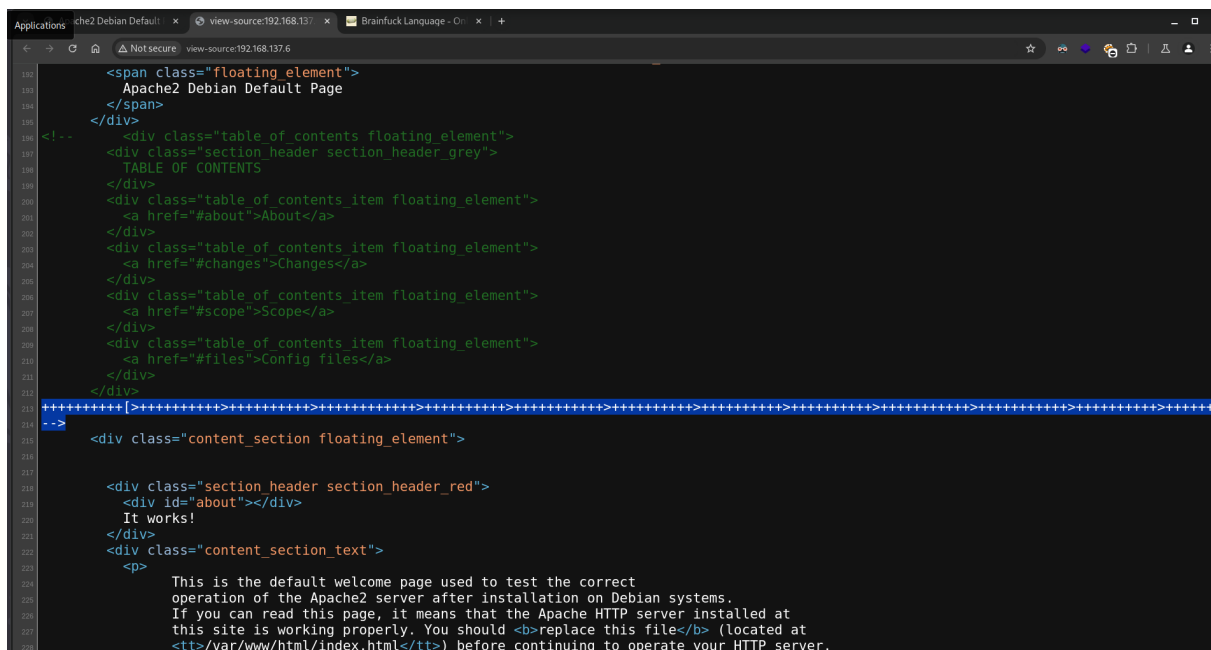 Applications
che2 Debian Default
view-source:192.168.137.
Brainfuck Language - On
Not secure
view-source:192.168.137.6
192 <span class="floating_element">
193 Apache2 Debian Default Page
194 </span>
195 </div>
196 <!-- <div class="table_of_contents floating_element">
197 <div class="section_header section_header_grey">
198 TABLE OF CONTENTS
199 </div>
200 <div class="table_of_contents_item floating_element">
201 <a href="#about">About</a>
202 </div>
203 <div class="table_of_contents_item floating_element">
204 <a href="#changes">Changes</a>
205 </div>
206 <div class="table_of_contents_item floating_element">
207 <a href="#scope">Scope</a>
208 </div>
209 <div class="table_of_contents_item floating_element">
210 <a href="#files">Config files</a>
211 </div>
212 </div>
213 ++++++++++[>++++++++++>++++++++++>++++++++++++>++++++++++>+++++++++++>++++++++++>++++++++++>++++++++++>+++++++++++>+++++++++++>++++++++++>++++++
214 -->
215 <div class="content_section floating_element">
216
217
218 <div class="section_header section_header_red">
219 <div id="about"></div>
220 It works!
221 </div>
222 <div class="content_section_text">
223 <p>
224 This is the default welcome page used to test the correct
225 operation of the Apache2 server after installation on Debian systems.
226 If you can read this page, it means that the Apache HTTP server installed at
227 this site is working properly. You should <b>replace this file</b> (located at
228 <tt>/var/www/html/index.html</tt>) before continuing to operate your HTTP server.